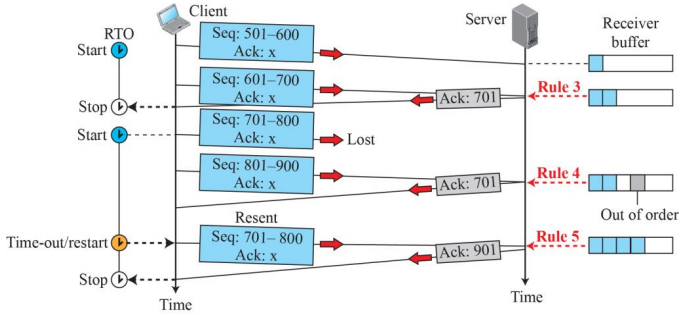 Client
Server
Receiver
buffer
RTO
Start
Seq: 501–600
Ack: x
Seq: 601–700
Ack: x
Rule 3
Ack: 701
Stop
Start
Seq: 701–800
Ack: x
Lost
Seq: 801–900
Ack: x
Ack: 701
Rule 4
Out of order
Resent
Time-out/restart
Seq: 701– 800
Ack: x
Rule 5
Ack: 901
Stop
Time
Time